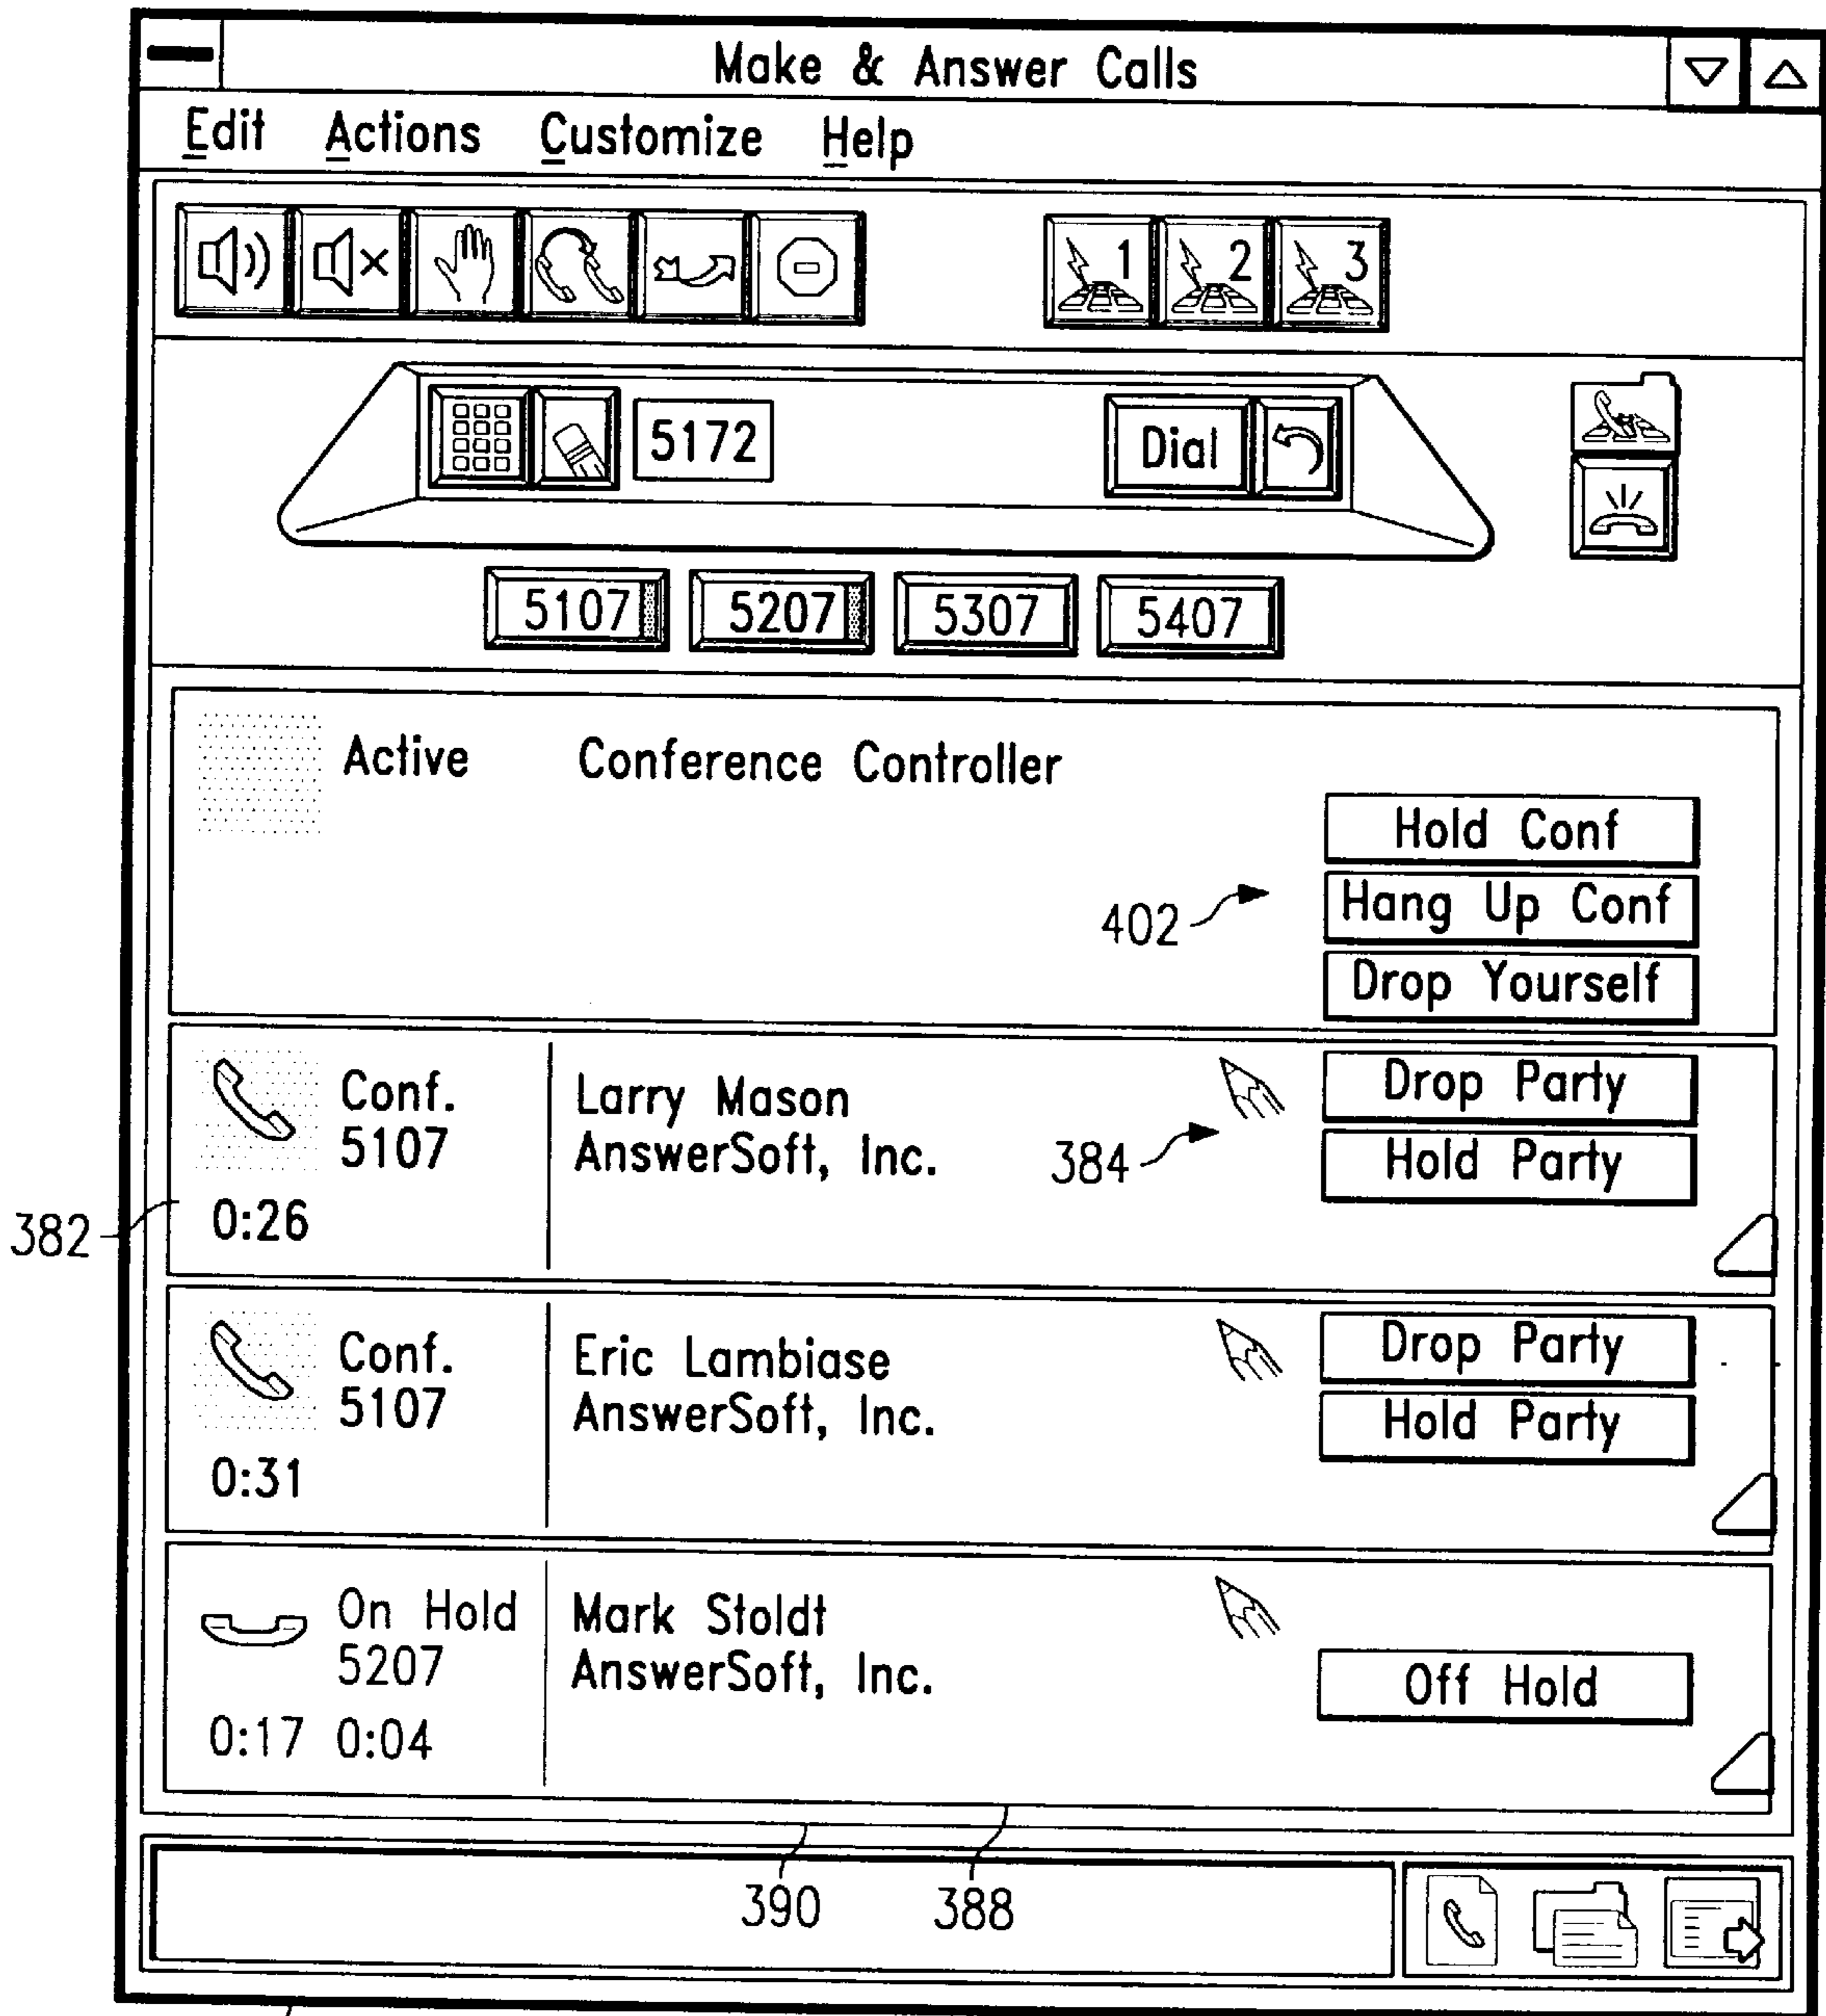 Make & Answer Calls
Edit Actions Customize Help
1 2 3
5172 Dial
5107 5207 5307 5407
Active Conference Controller
Hold Conf
402 Hang Up Conf
Drop Yourself
Conf. Larry Mason Drop Party
5107 AnswerSoft, Inc. 384 Hold Party
382 0:26
Conf. Eric Lambiase Drop Party
5107 AnswerSoft, Inc. Hold Party
0:31
On Hold Mark Stoldt
5207 AnswerSoft, Inc. Off Hold
0:17 0:04
390 388